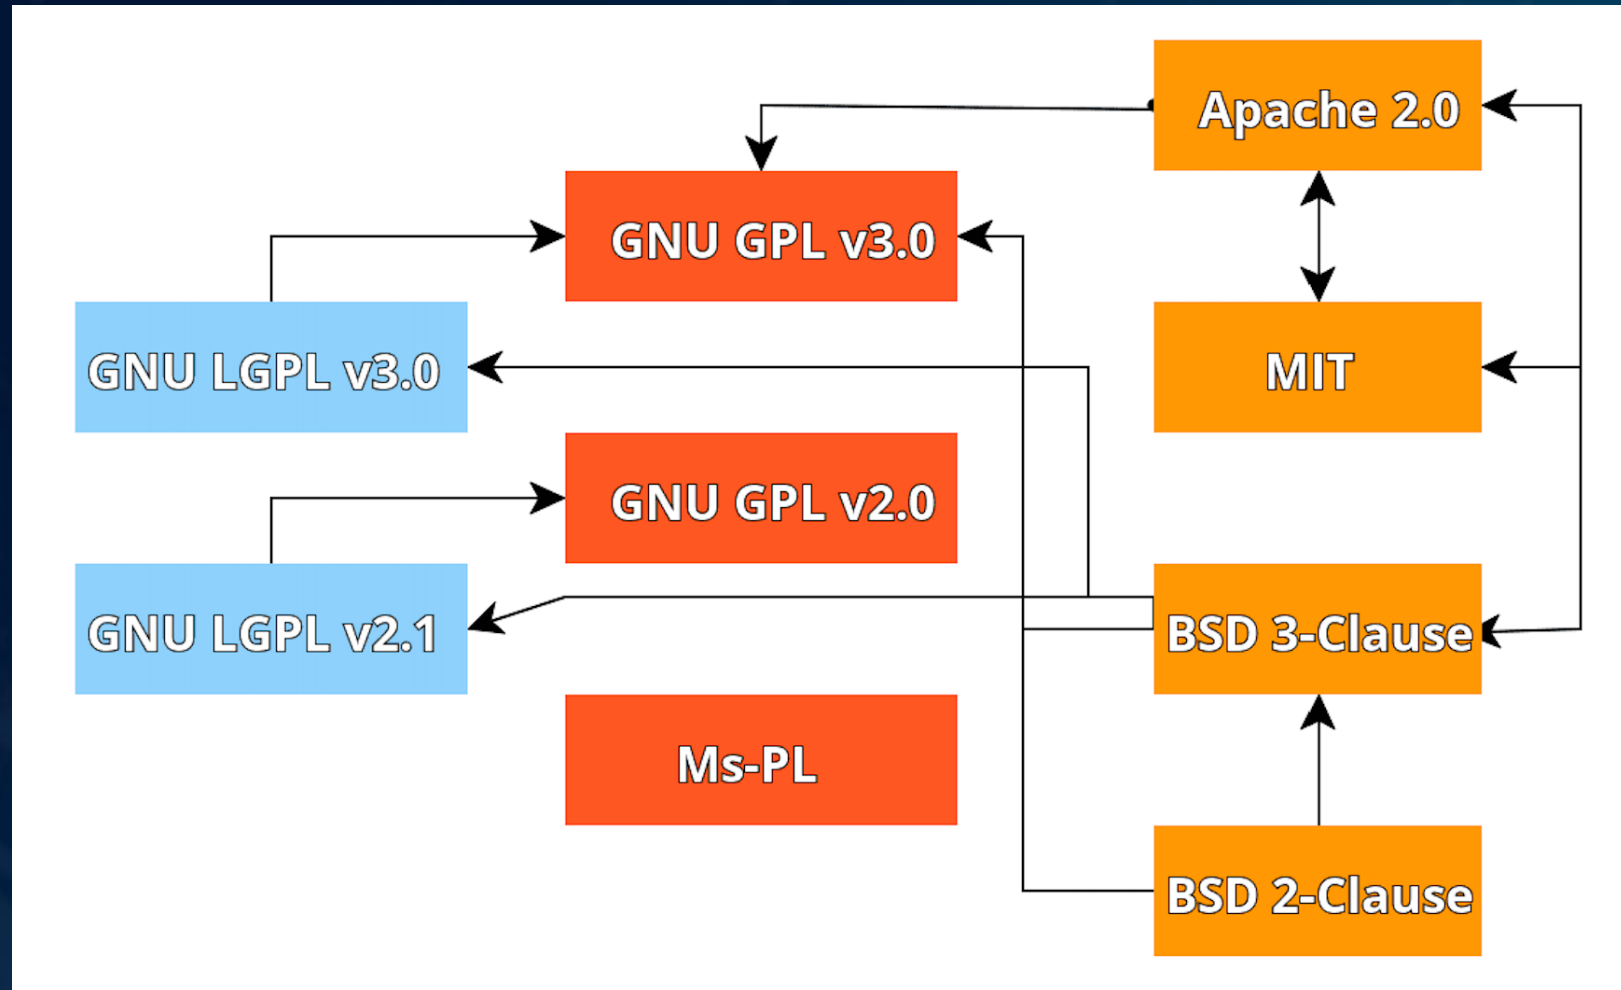 Apache 2.0
GNU GPL v3.0
GNU LGPL v3.0
MIT
GNU GPL v2.0
GNU LGPL v2.1
BSD 3-Clause
Ms-PL
BSD 2-Clause